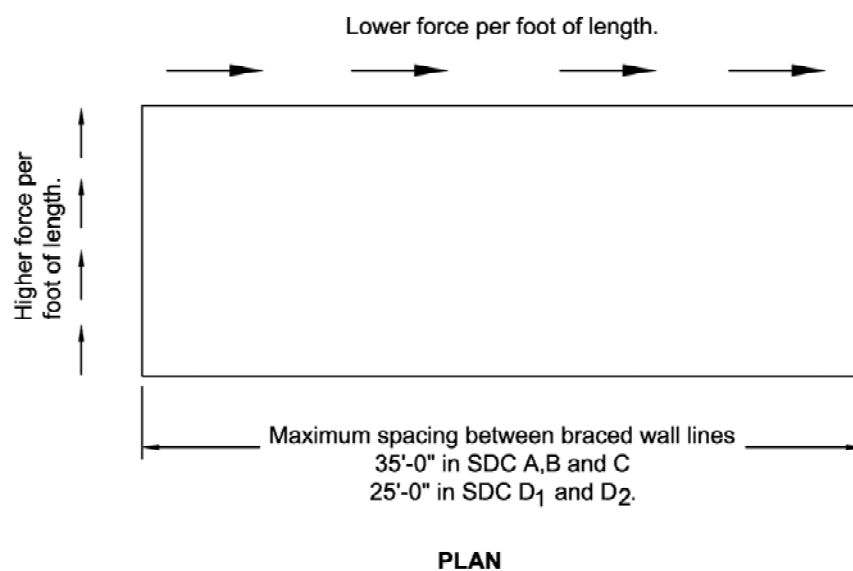 Lower force per foot of length.
Higher force per
foot of length.
Maximum spacing between braced wall lines
35'-0" in SDC A,B and C
25'-0" in SDC D1 and D2.
PLAN